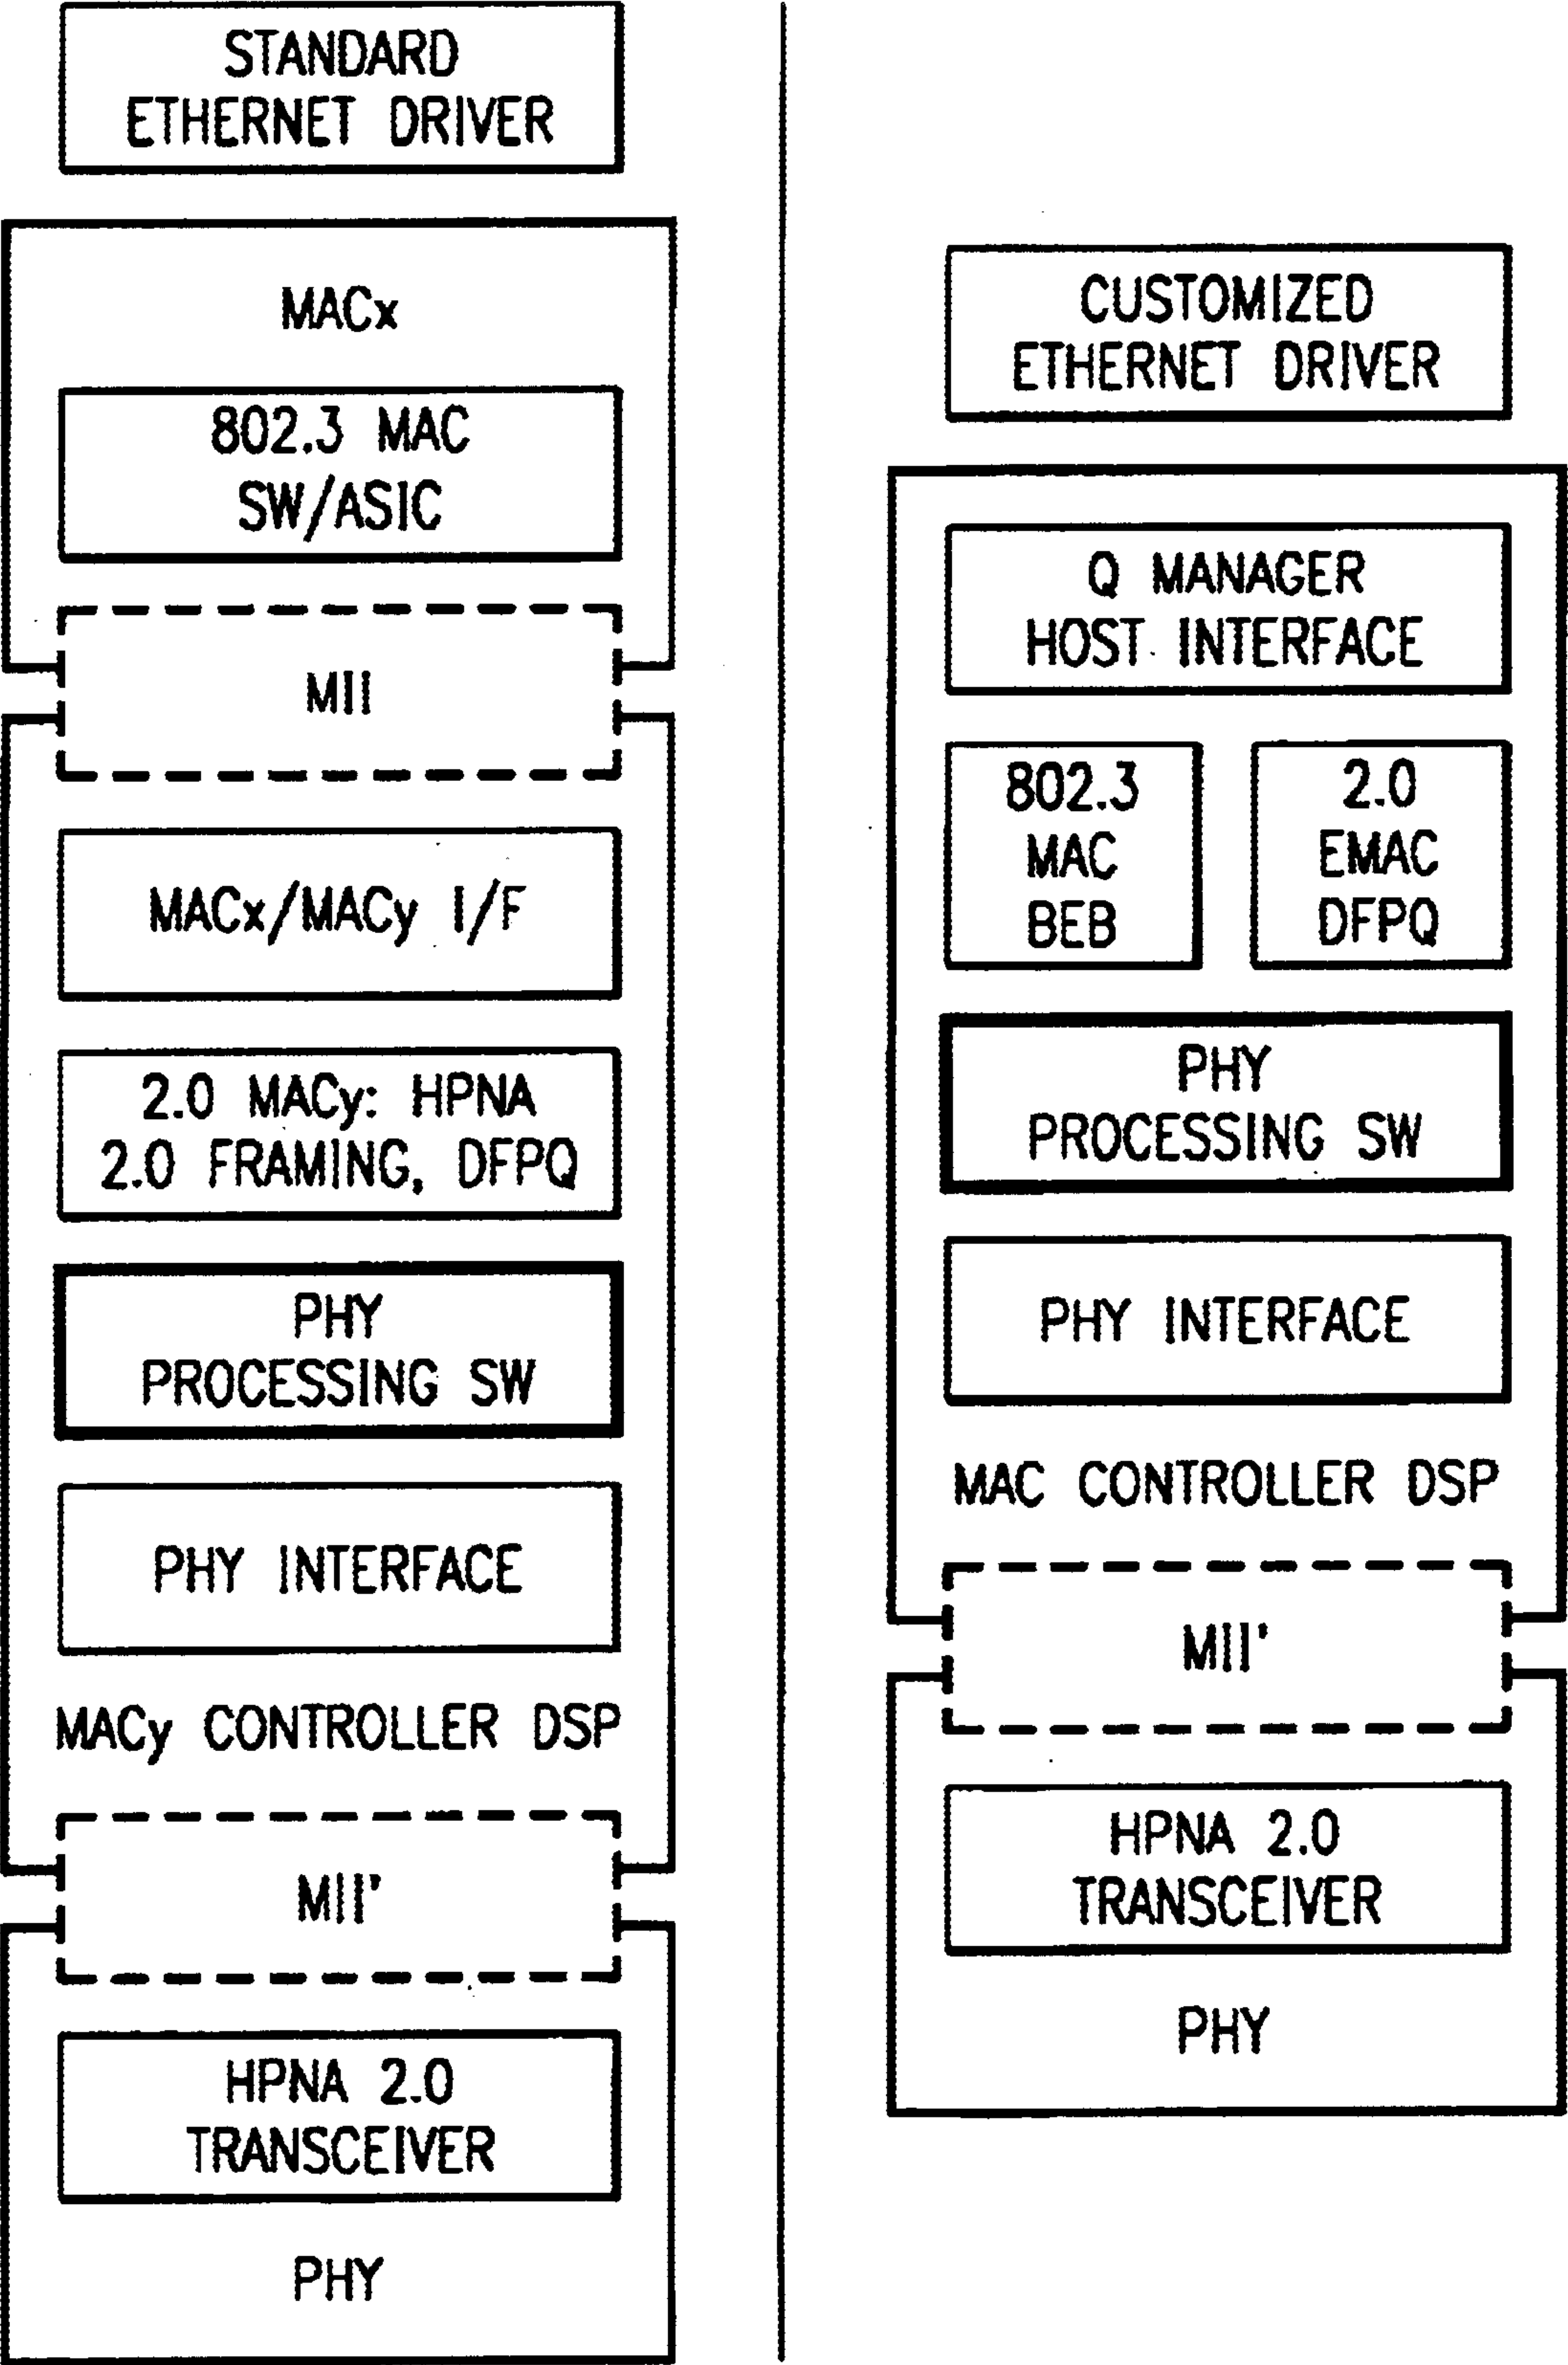 STANDARD
ETHERNET DRIVER
MACx
802.3 MAC
SW/ASIC
MII
MACx/MACy I/F
2.0 MACy: HPNA
2.0 FRAMING, DFPQ
PHY
PROCESSING SW
PHY INTERFACE
MACy CONTROLLER DSP
MII'
HPNA 2.0
TRANSCEIVER
PHY
CUSTOMIZED
ETHERNET DRIVER
Q MANAGER
HOST INTERFACE
802.3
MAC
BEB
2.0
EMAC
DFPQ
PHY
PROCESSING SW
PHY INTERFACE
MAC CONTROLLER DSP
MII'
HPNA 2.0
TRANSCEIVER
PHY